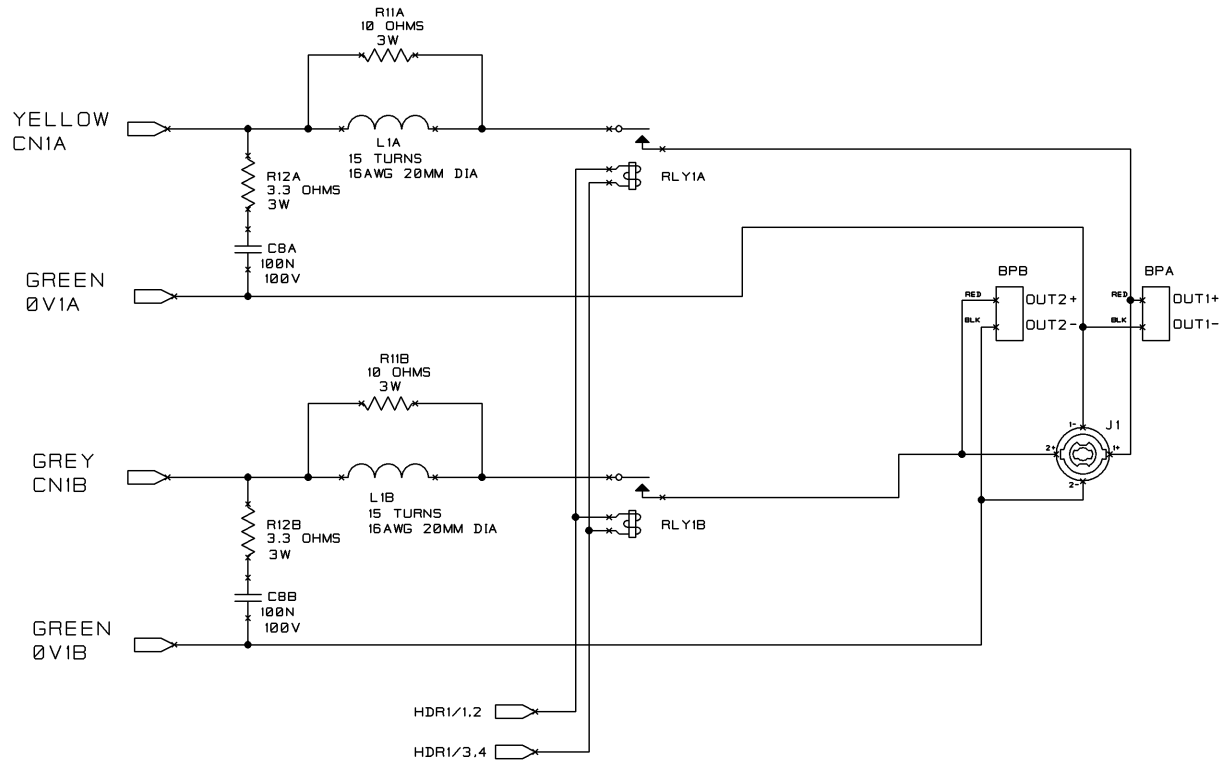 R11A
10 OHMS
3W
YELLOW
CN1A
L1A
15 TURNS
16AWG 20MM DIA
R12A
3.3 OHMS
3W
RLY1A
C8A
100N
100V
GREEN
0V1A
BPB
BPA
RED
OUT2+
RED
OUT1+
BLK
OUT2-
BLK
OUT1-
R11B
10 OHMS
3W
1-
J1
2+
1+
2-
GREY
CN1B
L1B
15 TURNS
16AWG 20MM DIA
R12B
3.3 OHMS
3W
RLY1B
C8B
100N
100V
GREEN
0V1B
HDR1/1,2
HDR1/3,4